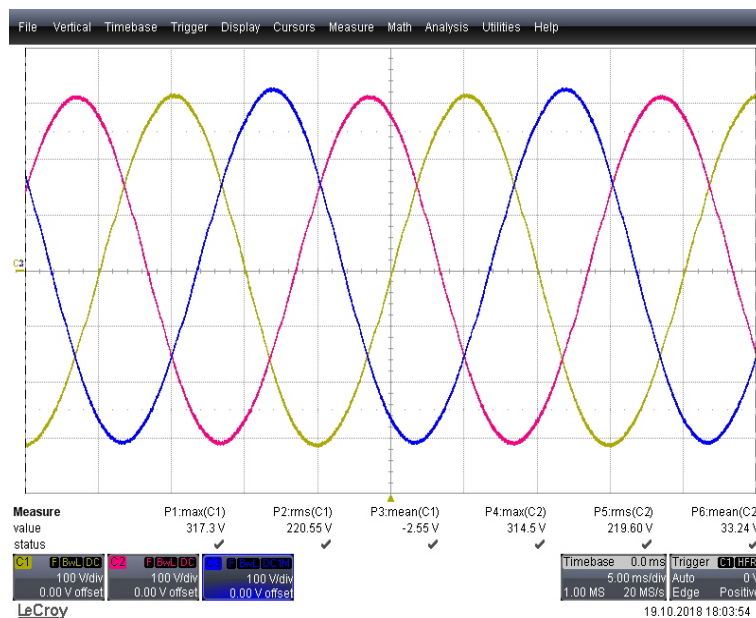 File Vertical Timebase Trigger Display Cursors Measure Math Analysis Utilities Help
Measure P1:max(C1) P2:rms(C1) P3:mean(C1) P4:max(C2) P5:rms(C2) P6:mean(C2
value 317.3 V 220.55 V -2.55 V 314.5 V 219.60 V 33.24 V
status
C1 F BwL DC C2 F BwL DC F BwL DC1M Timebase 0.0 ms Trigger C1 HFR
100 V/div 100 V/div 100 V/div 5.00 ms/div Auto 0 V
0.00 V offset 0.00 V offset 0.00 V offset 1.00 MS 20 MS/s Edge Positive
LeCroy 19.10.2018 18:03:54